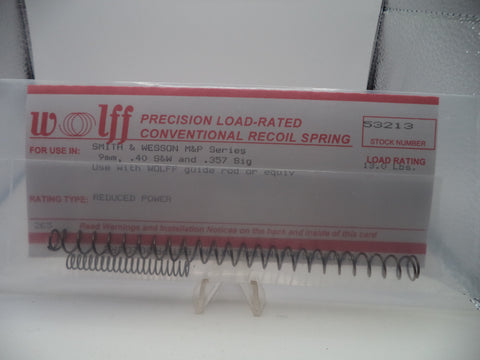 wolff
PRECISION LOAD-RATED
CONVENTIONAL RECOIL SPRING
53213
STOCK NUMBER
FOR USE IN: SMITH & WESSON M&P Series
9mm, .40 S&W and .357 Sig
Use with WOLFF guide rod or equiv
LOAD RATING
13.0 Lbs.
RATING TYPE: REDUCED POWER
Read Warnings and Installation Notices on the back and inside of this card